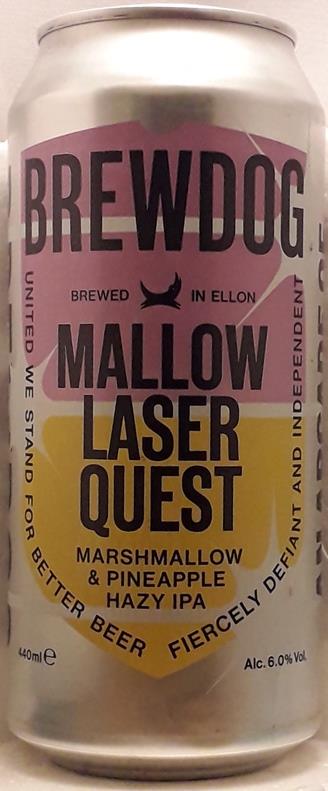 BREWDOG
BREWED IN ELLON
MALLOW
LASER
QUEST
MARSHMALLOW
& PINEAPPLE
HAZY IPA
UNITED WE STAND FOR BETTER BEER
FIERCELY DEFIANT AND INDEPENDENT
440ml e
Alc. 6.0% Vol.